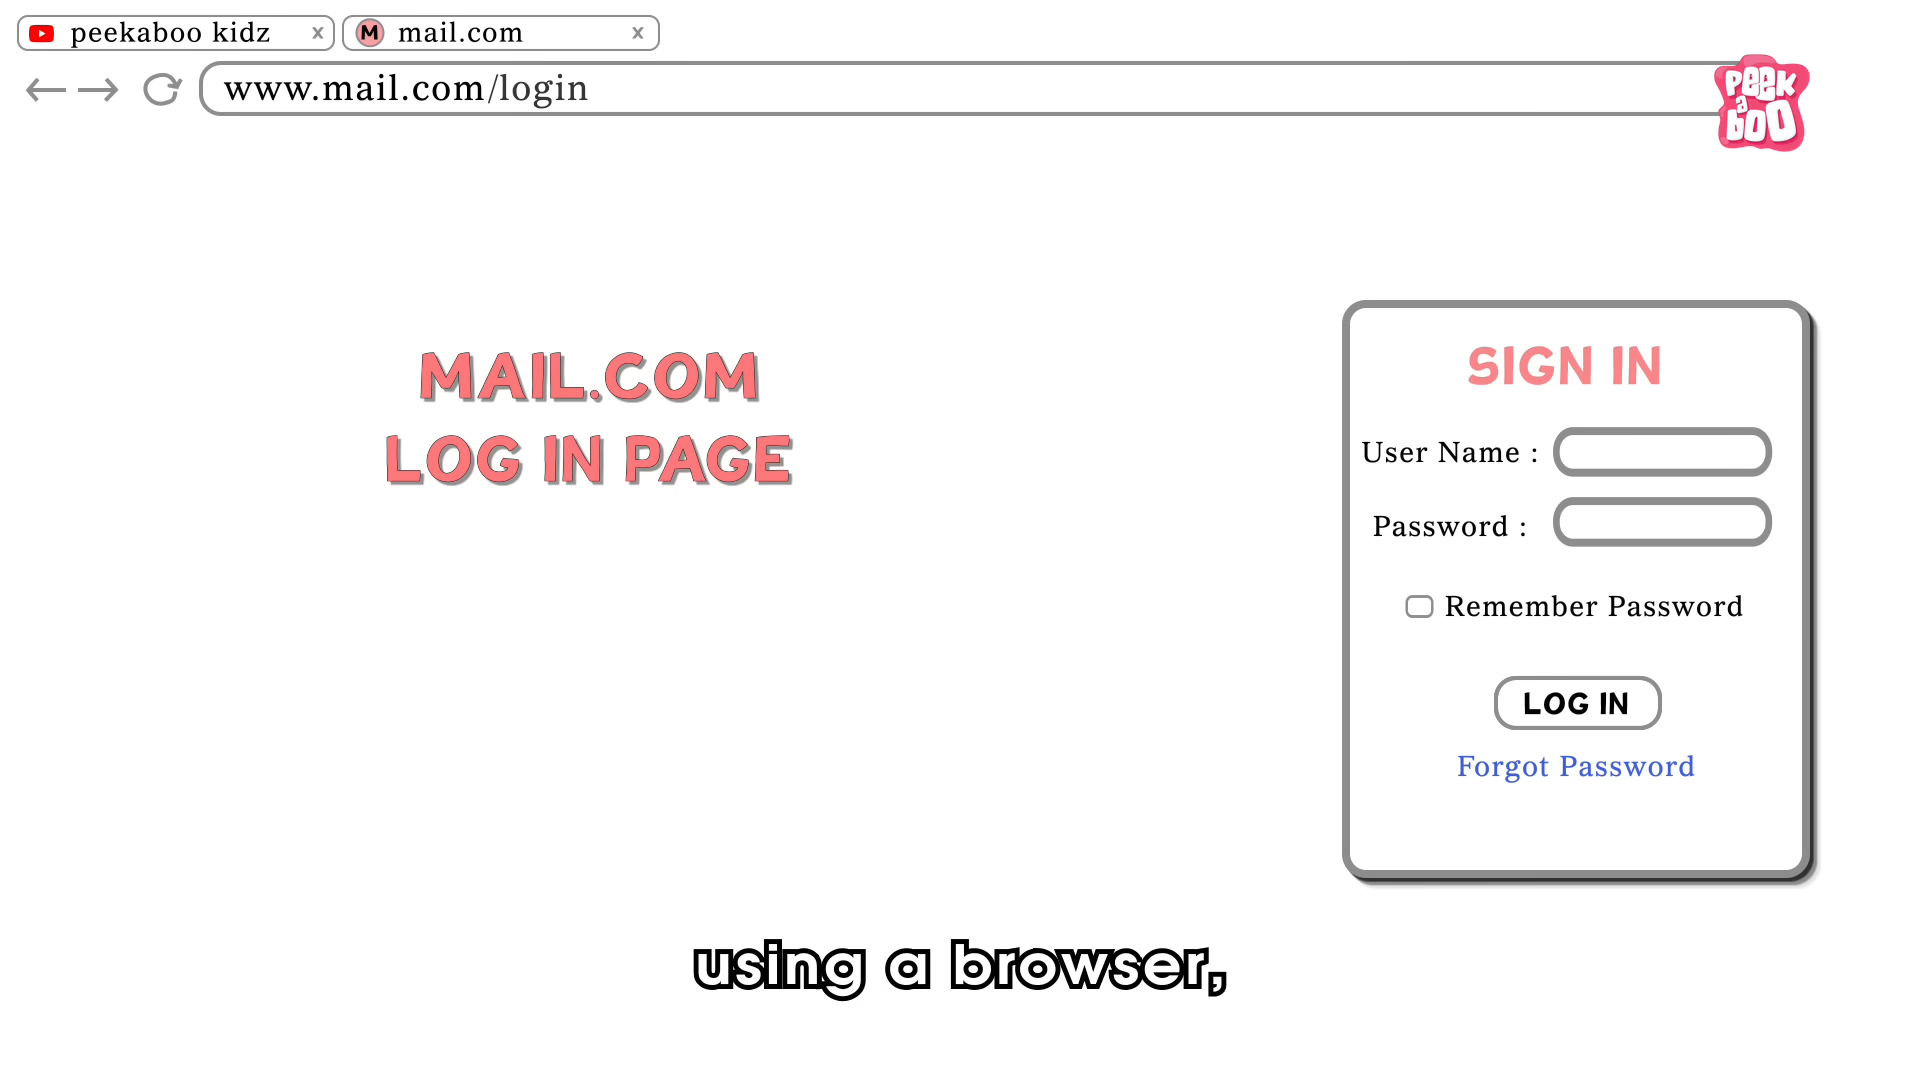 peekaboo kidz x M mail.com x
www.mail.com/login
PEEK
a
bOO
MAIL.COM
LOG IN PAGE
SIGN IN
User Name :
Password :
Remember Password
LOG IN
Forgot Password
using a browser,